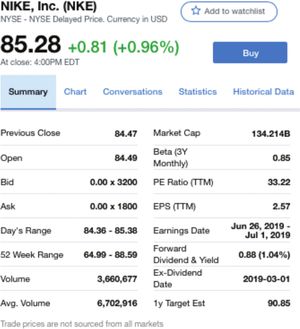 NIKE, Inc. (NKE)
NYSE - NYSE Delayed Price. Currency in USD
Add to watchlist
85.28 +0.81 (+0.96%)
At close: 4:00PM EDT
Buy
Summary Chart Conversations Statistics Historical Data
Previous Close 84.47
Open 84.49
Bid 0.00 x 3200
Ask 0.00 x 1800
Day's Range 84.36 - 85.38
52 Week Range 64.99 - 88.59
Volume 3,660,677
Avg. Volume 6,702,916
Market Cap 134.214B
Beta (3Y
Monthly) 0.85
PE Ratio (TTM) 33.22
EPS (TTM) 2.57
Earnings Date Jun 26, 2019 -
Jul 1, 2019
Forward
Dividend & Yield 0.88 (1.04%)
Ex-Dividend
Date 2019-03-01
1y Target Est 90.85
Trade prices are not sourced from all markets